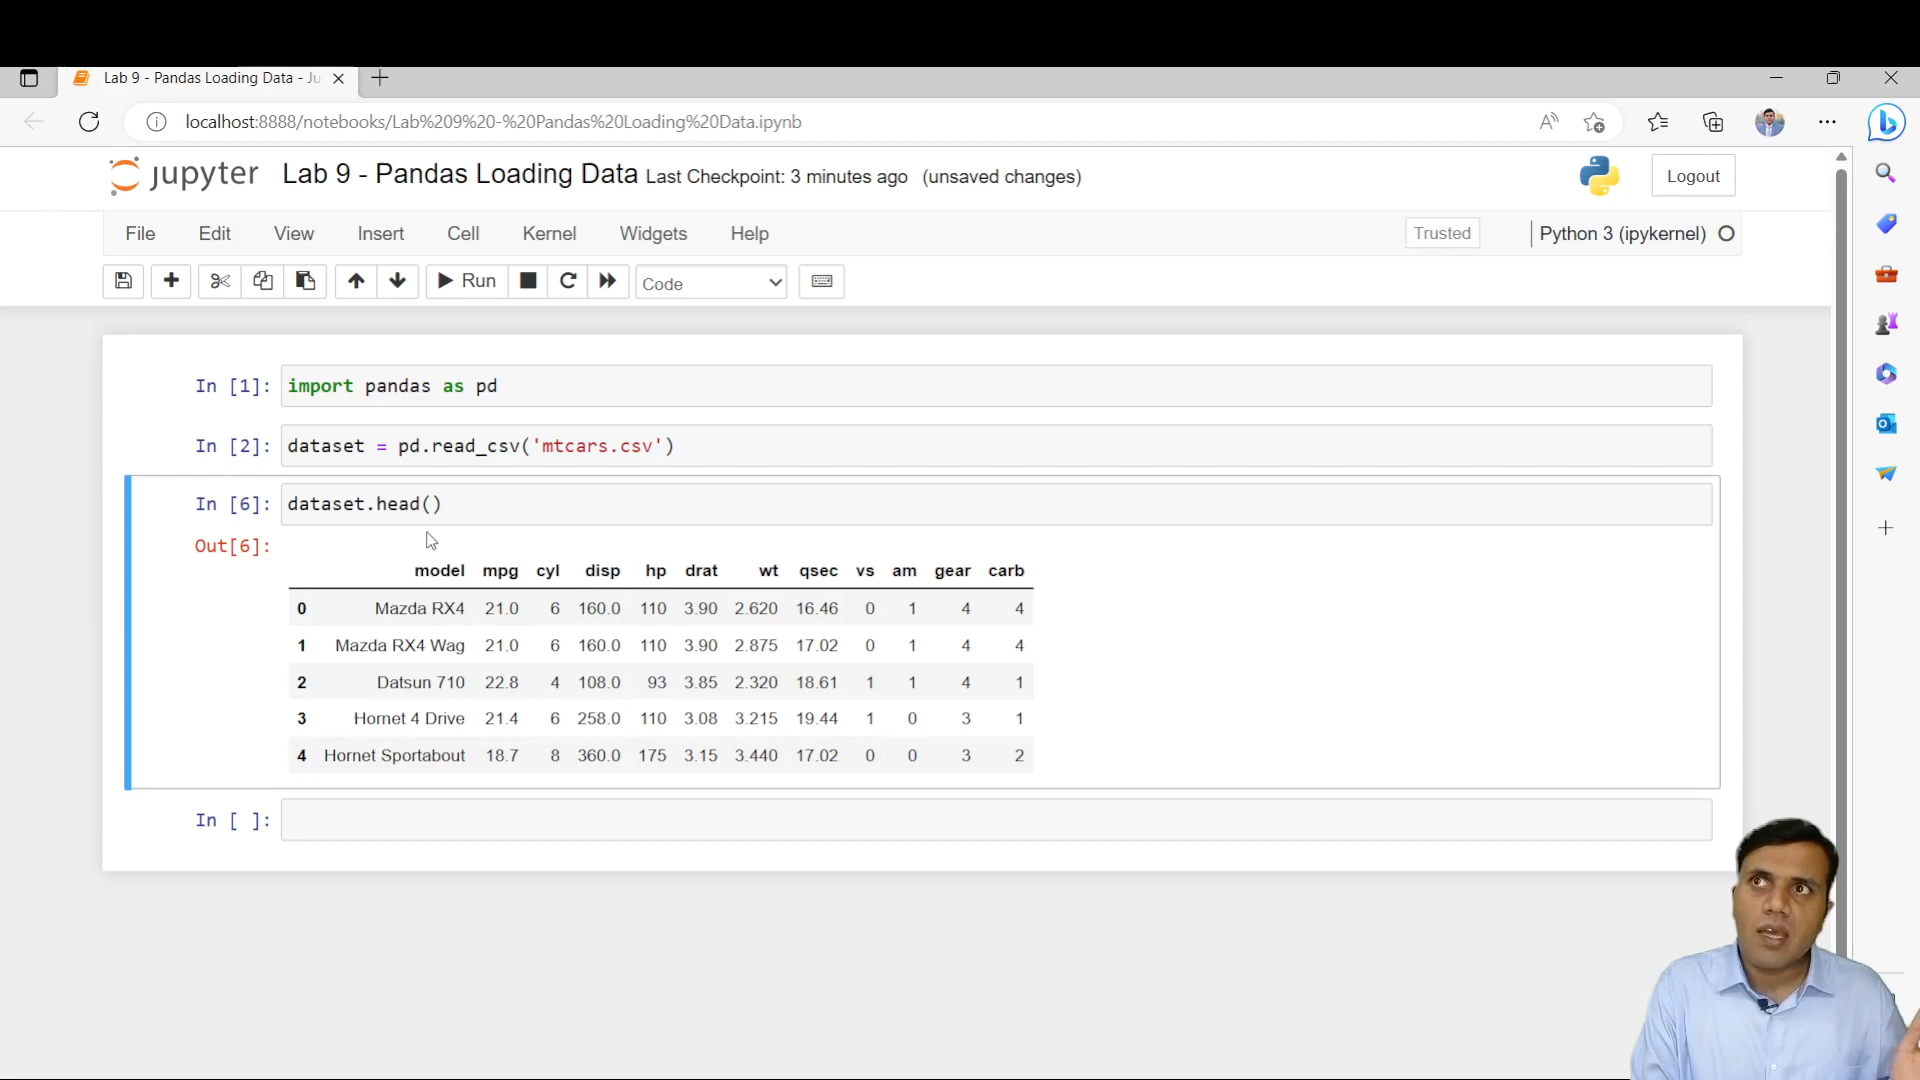 Lab 9 - Pandas Loading Data - Ju
localhost:8888/notebooks/Lab%209%20-%20Pandas%20Loading%20Data.ipynb
jupyter Lab 9 - Pandas Loading Data Last Checkpoint: 3 minutes ago (unsaved changes) Logout
File Edit View Insert Cell Kernel Widgets Help Trusted Python 3 (ipykernel)
Run Code
In [1]: import pandas as pd
In [2]: dataset = pd.read_csv('mtcars.csv')
In [6]: dataset.head()
Out[6]:
model mpg cyl disp hp drat wt qsec vs am gear carb
0 Mazda RX4 21.0 6 160.0 110 3.90 2.620 16.46 0 1 4 4
1 Mazda RX4 Wag 21.0 6 160.0 110 3.90 2.875 17.02 0 1 4 4
2 Datsun 710 22.8 4 108.0 93 3.85 2.320 18.61 1 1 4 1
3 Hornet 4 Drive 21.4 6 258.0 110 3.08 3.215 19.44 1 0 3 1
4 Hornet Sportabout 18.7 8 360.0 175 3.15 3.440 17.02 0 0 3 2
In [ ]: